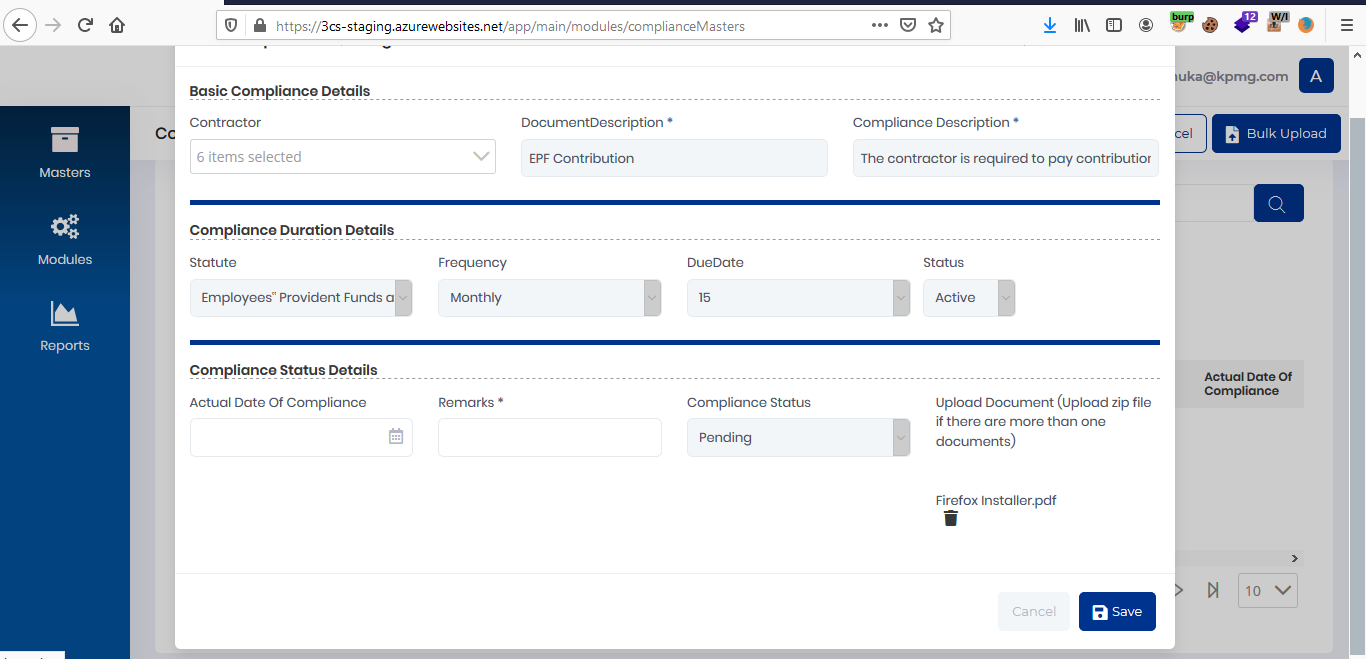 https://3cs-staging.azurewebsites.net/app/main/modules/complianceMasters
burp
12
W/I
nuka@kpmg.com
A
Masters
Modules
Reports
Co
cel
Bulk Upload
Basic Compliance Details
Contractor
DocumentDescription *
Compliance Description *
6 items selected
EPF Contribution
The contractor is required to pay contribution
Compliance Duration Details
Statute
Frequency
DueDate
Status
Employees" Provident Funds a
Monthly
15
Active
Compliance Status Details
Actual Date Of Compliance
Remarks *
Compliance Status
Upload Document (Upload zip file
if there are more than one
documents)
Pending
Firefox Installer.pdf
Actual Date Of
Compliance
10
Cancel
Save